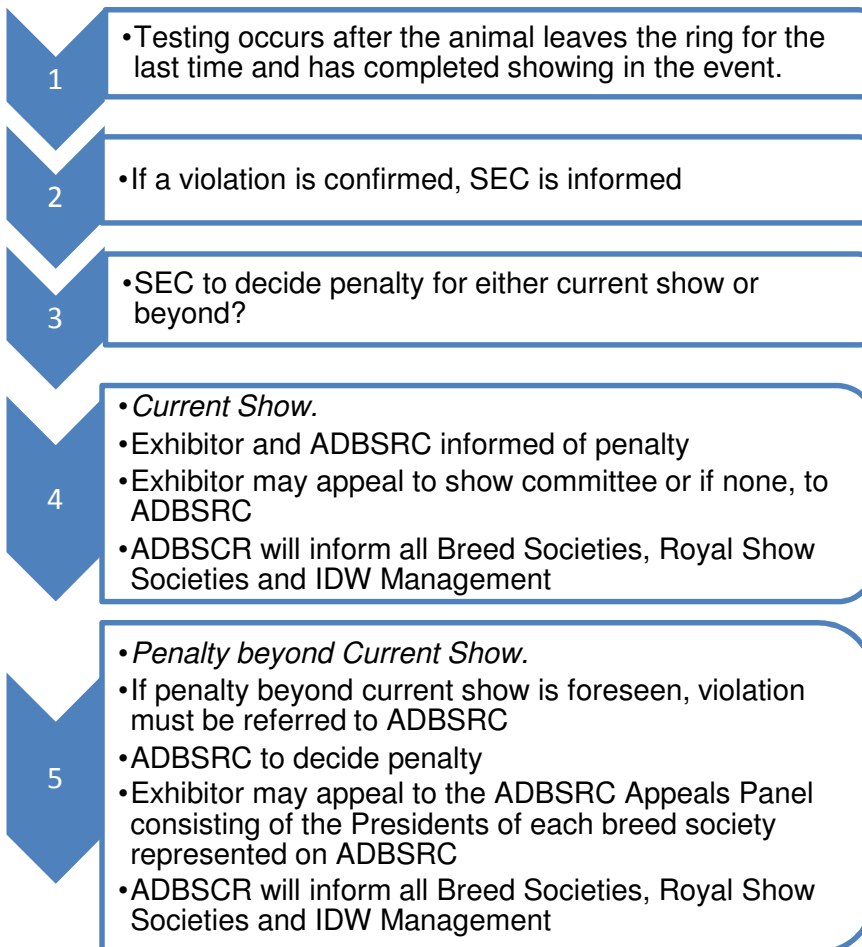 1
•Testing occurs after the animal leaves the ring for the
last time and has completed showing in the event.
2
•If a violation is confirmed, SEC is informed
3
•SEC to decide penalty for either current show or
beyond?
4
•Current Show.
•Exhibitor and ADBSRC informed of penalty
•Exhibitor may appeal to show committee or if none, to
ADBSRC
•ADBSCR will inform all Breed Societies, Royal Show
Societies and IDW Management
5
•Penalty beyond Current Show.
•If penalty beyond current show is foreseen, violation
must be referred to ADBSRC
•ADBSRC to decide penalty
•Exhibitor may appeal to the ADBSRC Appeals Panel
consisting of the Presidents of each breed society
represented on ADBSRC
•ADBSCR will inform all Breed Societies, Royal Show
Societies and IDW Management